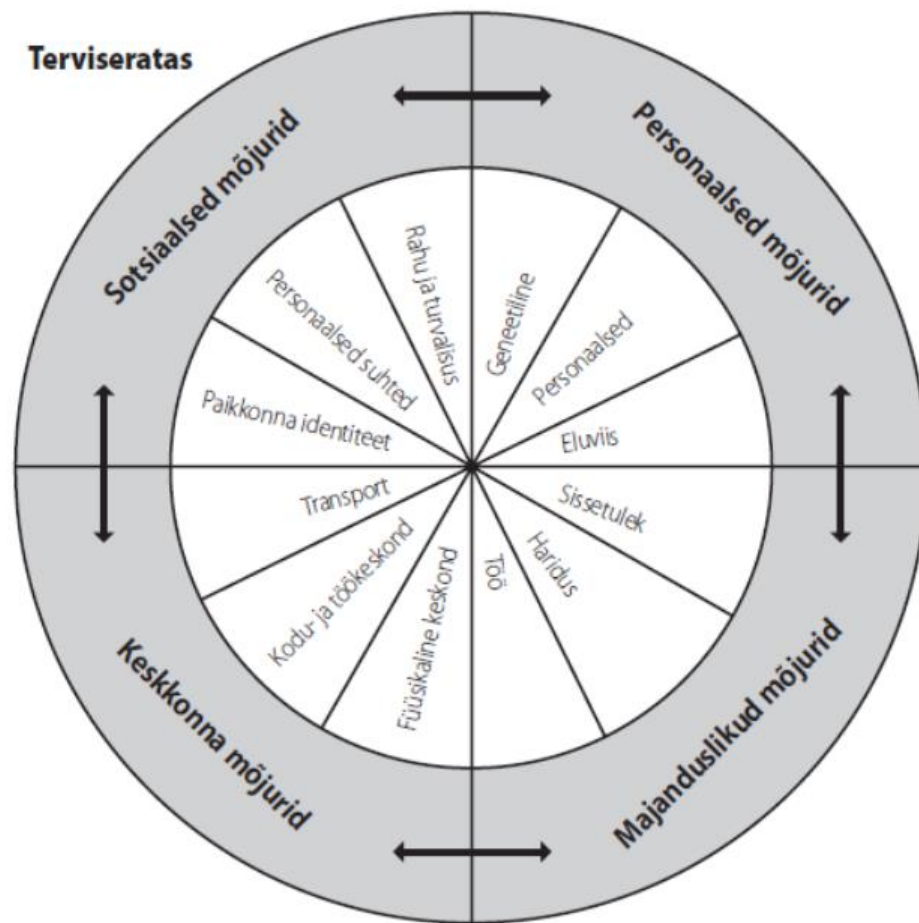 Terviseratas
Sotsiaalsed mõjurid
Personaalsed mõjurid
Rahu ja turvalisus
Geneetiline
Personaalsed suhted
Personaalsed
Paikkonna identiteet
Eluviis
Transport
Sissetulek
Kodu- ja töökeskond
Füüsikaline keskond
Töö
Haridus
Keskkonna mõjurid
Majanduslikud mõjurid